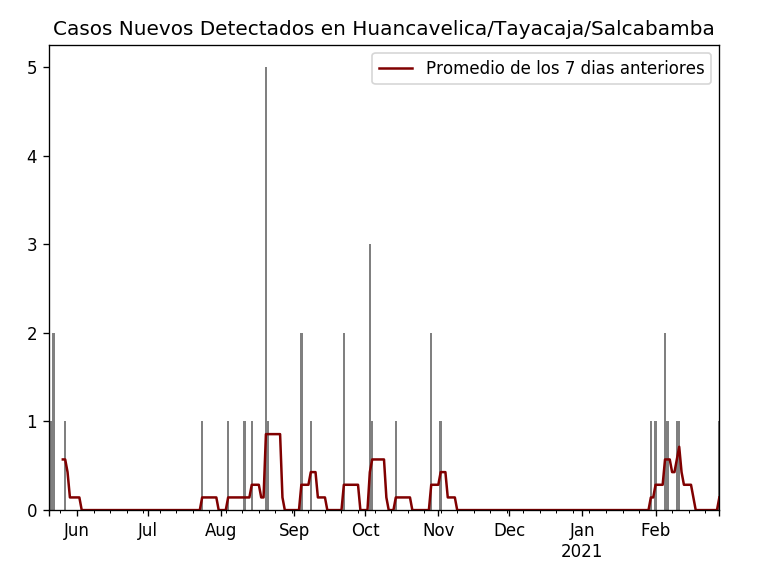 Casos Nuevos Detectados en Huancavelica/Tayacaja/Salcabamba
Promedio de los 7 dias anteriores
5
4
3
2
1
0
Jun Jul Aug Sep Oct Nov Dec Jan Feb
2021